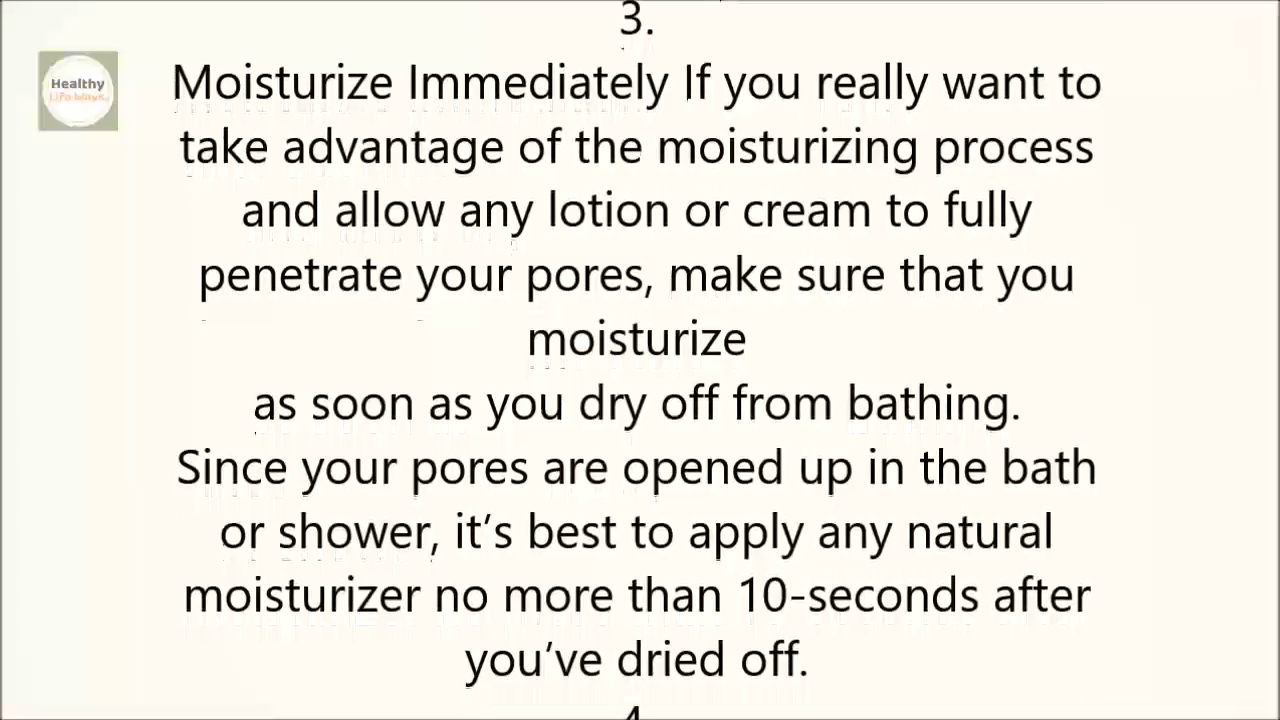 3.
Healthy
Moisturize Immediately If you really want to
take advantage of the moisturizing process
and allow any lotion or cream to fully
penetrate your pores, make sure that you
moisturize
as soon as you dry off from bathing.
Since your pores are opened up in the bath
or shower, it’s best to apply any natural
moisturizer no more than 10-seconds after
you’ve dried off.